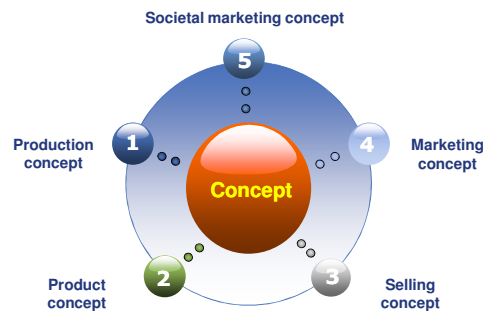 Societal marketing concept
5
1
Production
concept
4
Marketing
concept
Concept
2
Product
concept
3
Selling
concept